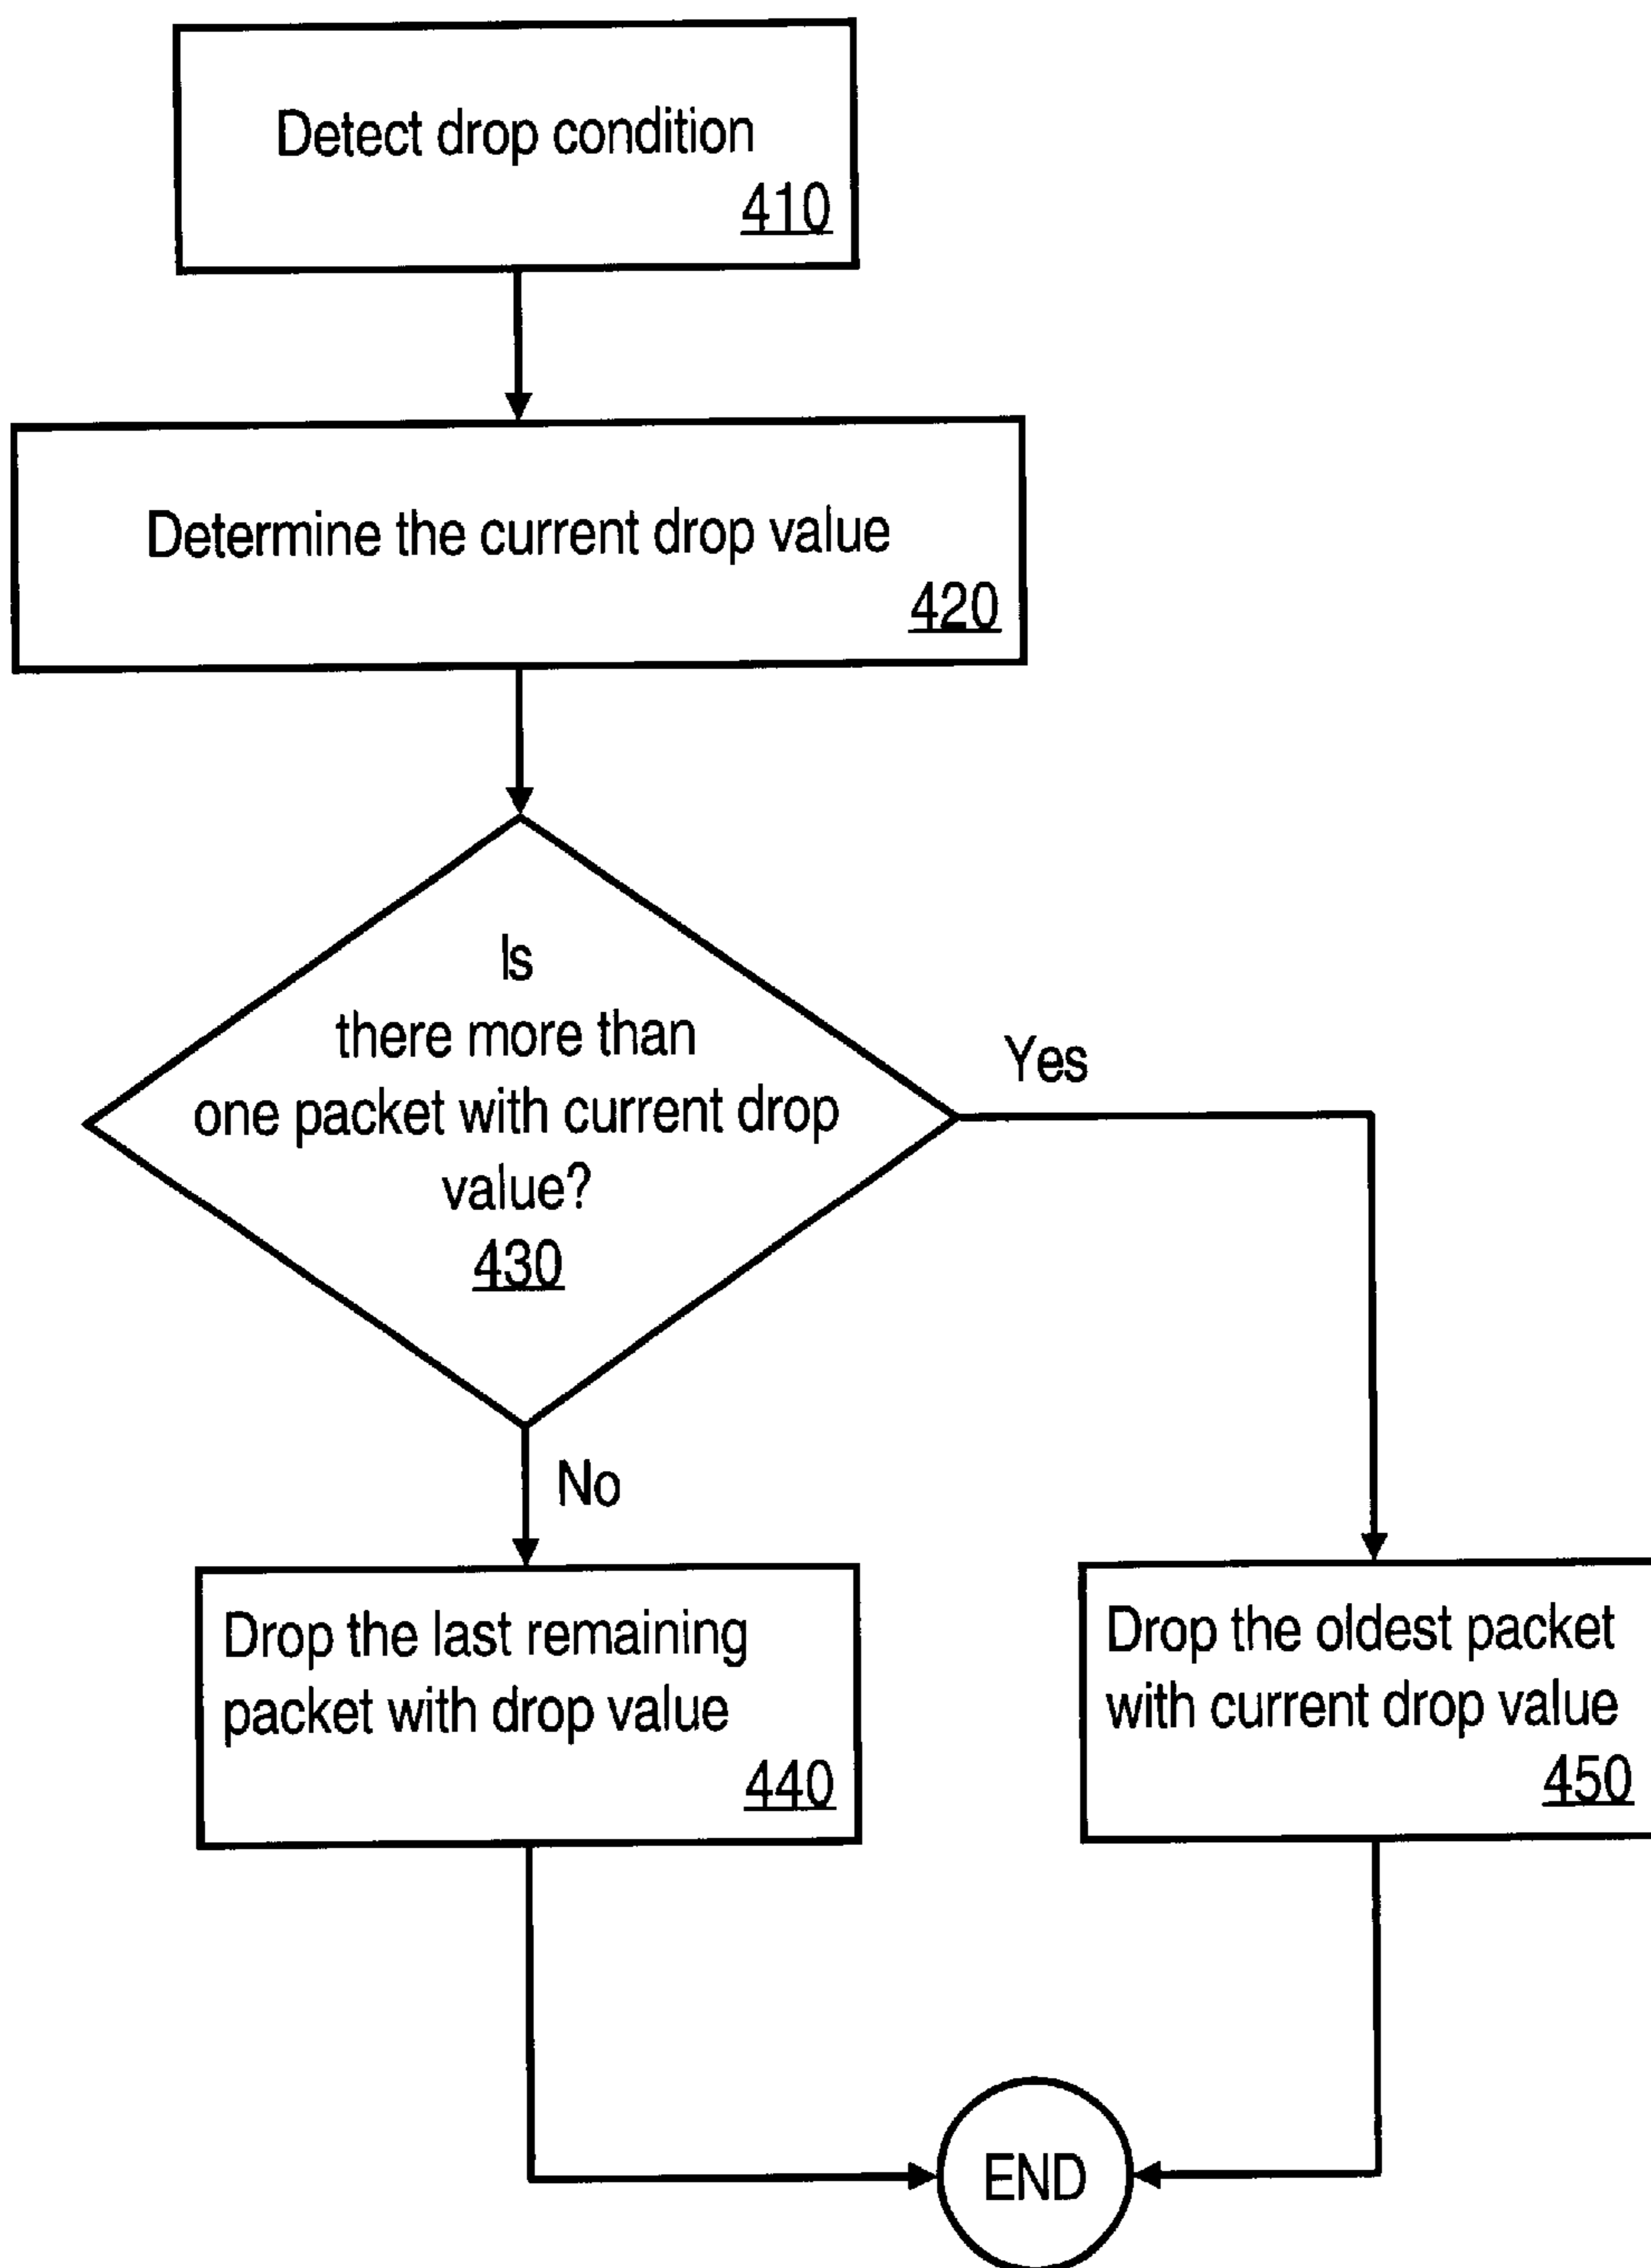 Detect drop condition
410
Determine the current drop value
420
Is
there more than
one packet with current drop
value?
430
Yes
No
Drop the last remaining
packet with drop value
440
Drop the oldest packet
with current drop value
450
END